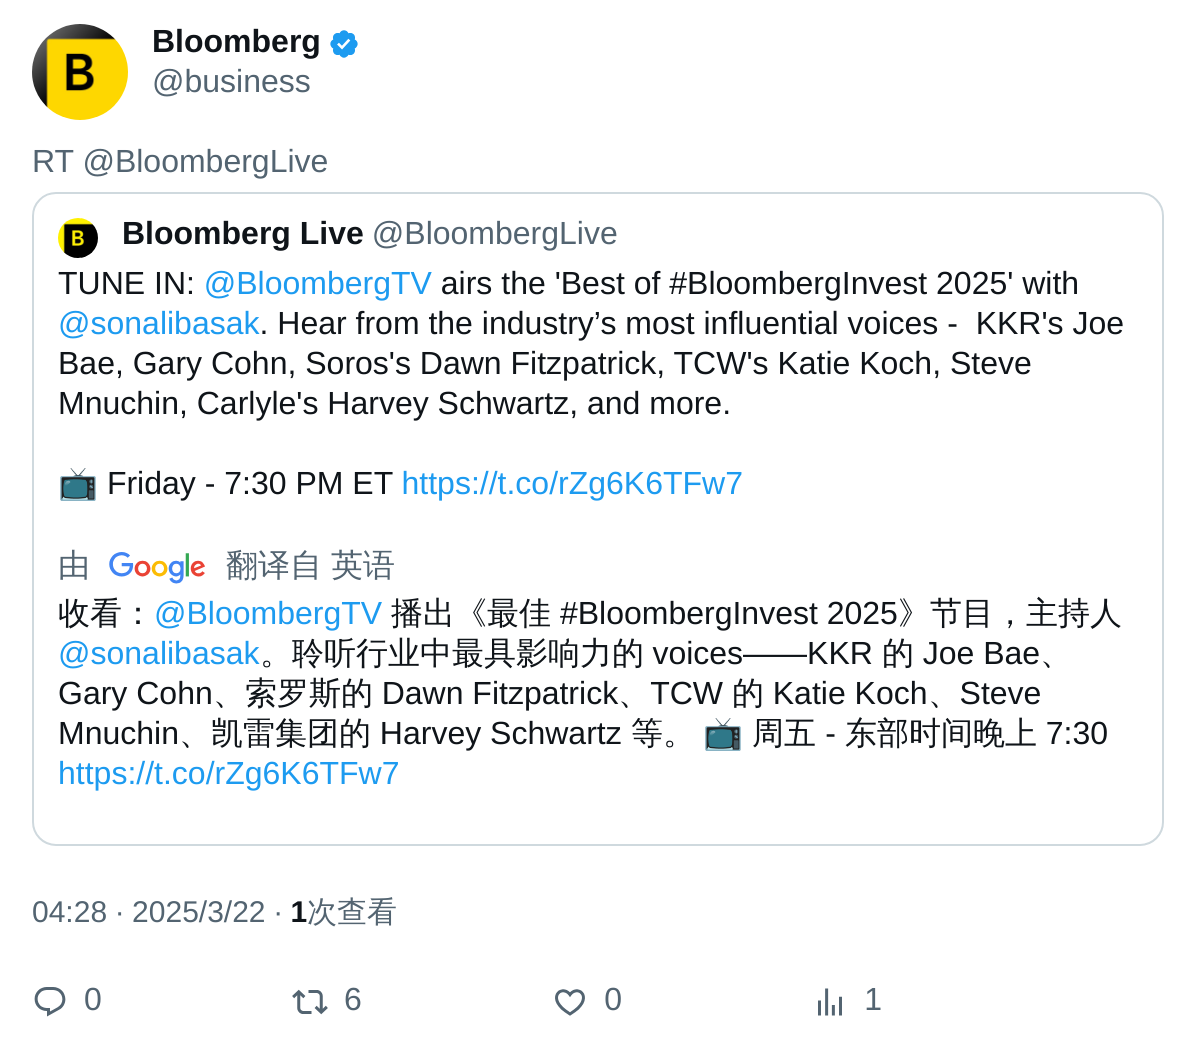 B
Bloomberg
@business
RT @BloombergLive
B
Bloomberg Live @BloombergLive
TUNE IN: @BloombergTV airs the 'Best of #BloombergInvest 2025' with
@sonalibasak. Hear from the industry’s most influential voices -  KKR's Joe
Bae, Gary Cohn, Soros's Dawn Fitzpatrick, TCW's Katie Koch, Steve
Mnuchin, Carlyle's Harvey Schwartz, and more.
📺 Friday - 7:30 PM ET https://t.co/rZg6K6TFw7
由 Google 翻译自 英语
收看：@BloombergTV 播出《最佳 #BloombergInvest 2025》节目，主持人
@sonalibasak。聆听行业中最具影响力的 voices——KKR 的 Joe Bae、
Gary Cohn、索罗斯的 Dawn Fitzpatrick、TCW 的 Katie Koch、Steve
Mnuchin、凯雷集团的 Harvey Schwartz 等。 📺 周五 - 东部时间晚上 7:30
https://t.co/rZg6K6TFw7
04:28 · 2025/3/22 · 1次查看
0 6 0 1